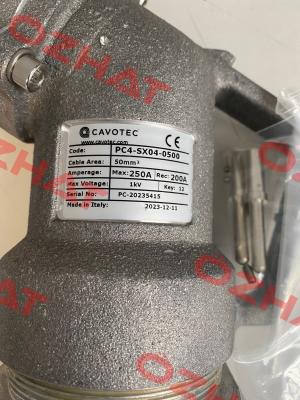 OZHAT
CAVOTEC
www.cavotec.com
CE
Code: PC4-SX04-0500
Cable Area: 50mm²
Amperage: Max: 250A Rec: 200A
Max Voltage: 1kV Key: 12
Serial No: PC-20235415
Made in Italy: 2023-12-11
OZHAT
OZHAT
OZHAT
OZHAT